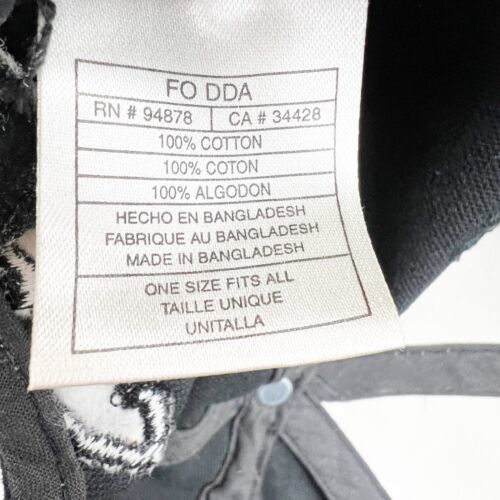 FO DDA
RN # 94878 CA # 34428
100% COTTON
100% COTON
100% ALGODON
HECHO EN BANGLADESH
FABRIQUE AU BANGLADESH
MADE IN BANGLADESH
ONE SIZE FITS ALL
TAILLE UNIQUE
UNITALLA